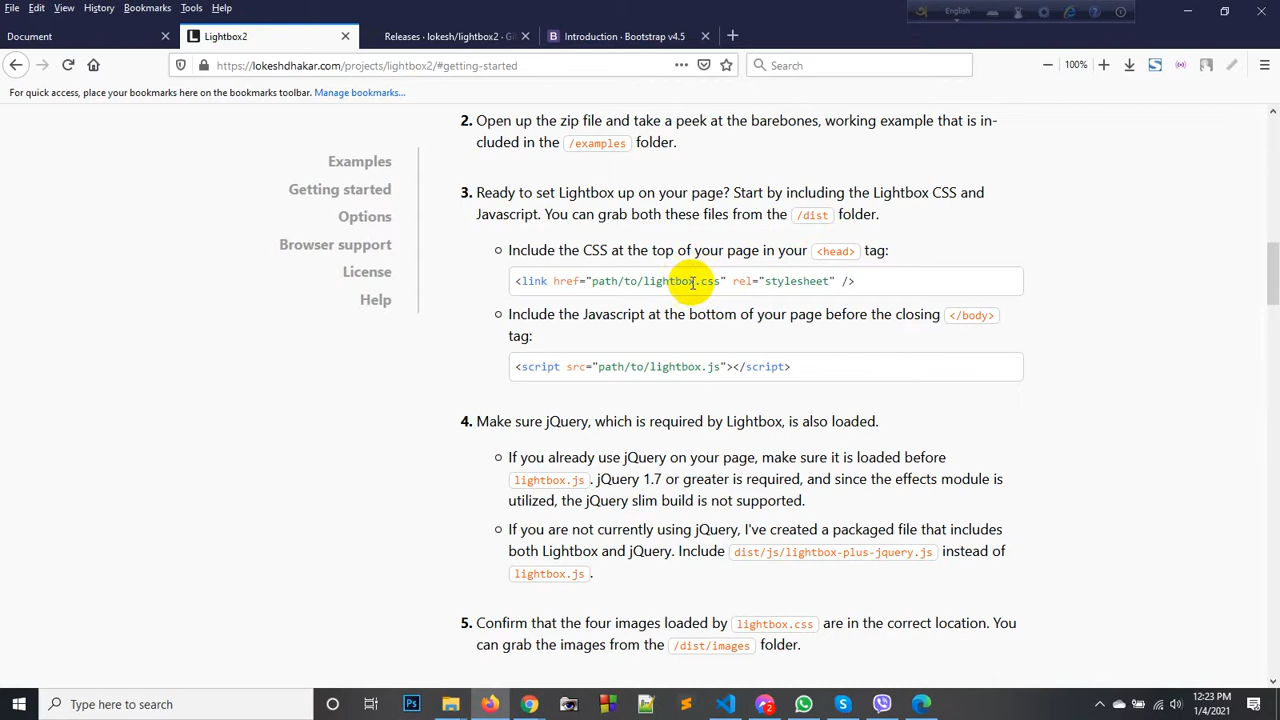 File Edit View History Bookmarks Tools Help
English
Document
Lightbox2
Releases · lokesh/lightbox2 · Gi
Introduction · Bootstrap v4.5
https://lokeshdhakar.com/projects/lightbox2/#getting-started
100%
Search
For quick access, place your bookmarks here on the bookmarks toolbar. Manage bookmarks...
Examples
Getting started
Options
Browser support
License
Help
2. Open up the zip file and take a peek at the barebones, working example that is in-
cluded in the /examples folder.
3. Ready to set Lightbox up on your page? Start by including the Lightbox CSS and
Javascript. You can grab both these files from the /dist folder.
Include the CSS at the top of your page in your <head> tag:
<link href="path/to/lightbox.css" rel="stylesheet" />
Include the Javascript at the bottom of your page before the closing </body>
tag:
<script src="path/to/lightbox.js"></script>
4. Make sure jQuery, which is required by Lightbox, is also loaded.
If you already use jQuery on your page, make sure it is loaded before
lightbox.js. jQuery 1.7 or greater is required, and since the effects module is
utilized, the jQuery slim build is not supported.
If you are not currently using jQuery, I've created a packaged file that includes
both Lightbox and jQuery. Include dist/js/lightbox-plus-jquery.js instead of
lightbox.js.
5. Confirm that the four images loaded by lightbox.css are in the correct location. You
can grab the images from the /dist/images folder.
Type here to search
Ps
2
12:23 PM
1/4/2021